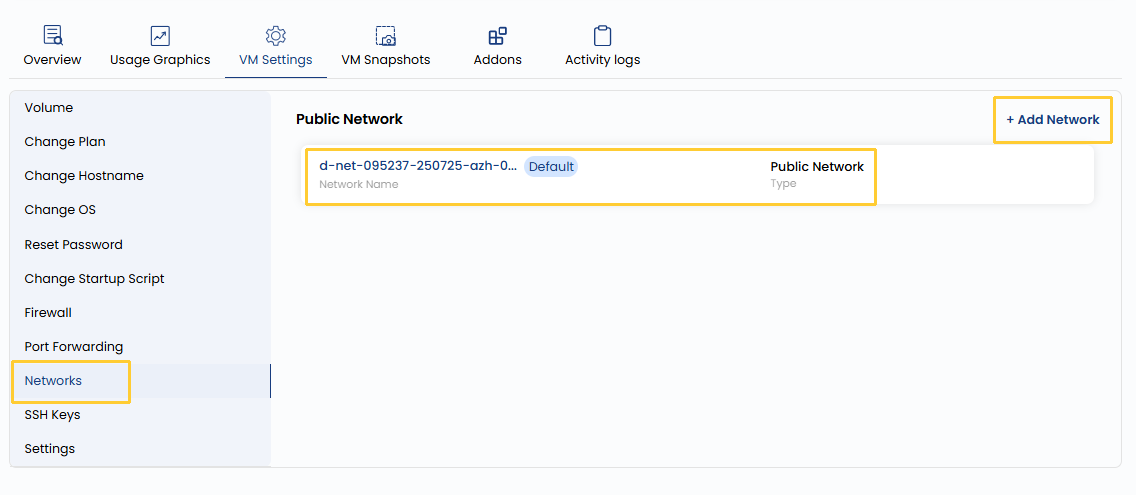 Overview
Usage Graphics
VM Settings
VM Snapshots
Addons
Activity logs
Volume
Change Plan
Change Hostname
Change OS
Reset Password
Change Startup Script
Firewall
Port Forwarding
Networks
SSH Keys
Settings
Public Network
+ Add Network
d-net-095237-250725-azh-0... Default
Network Name
Public Network
Type